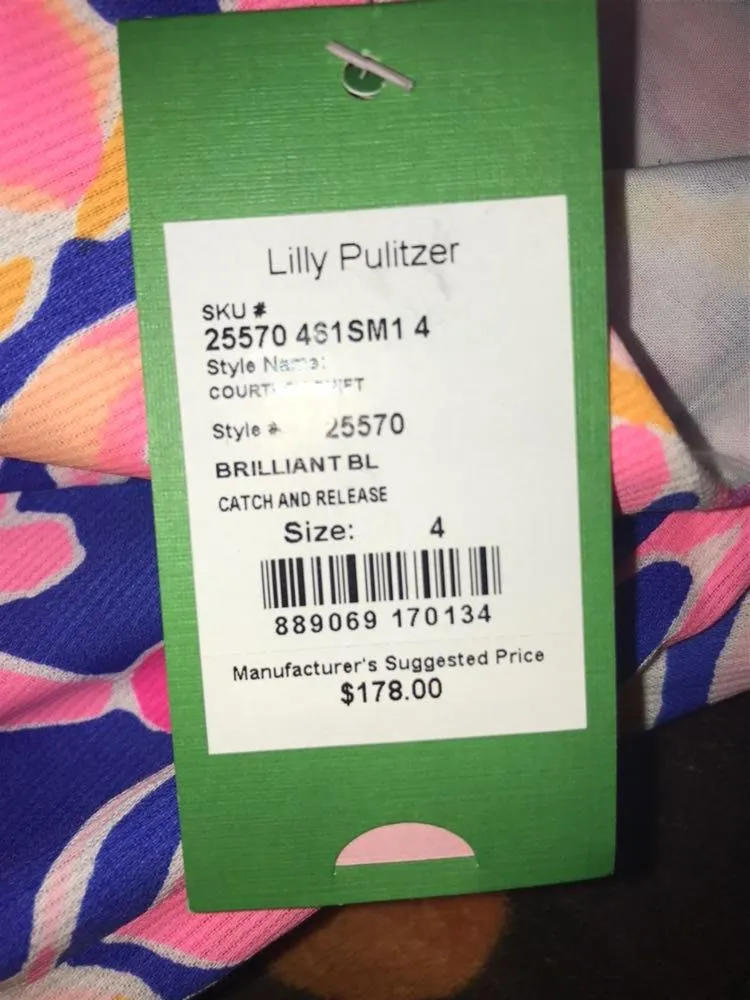 Lilly Pulitzer
SKU #
25570 461SM1 4
Style Name:
SHIFT
Style # 25570
BRILLIANT BL
CATCH AND RELEASE
Size: 4
889069 170134
Manufacturer's Suggested Price
$178.00